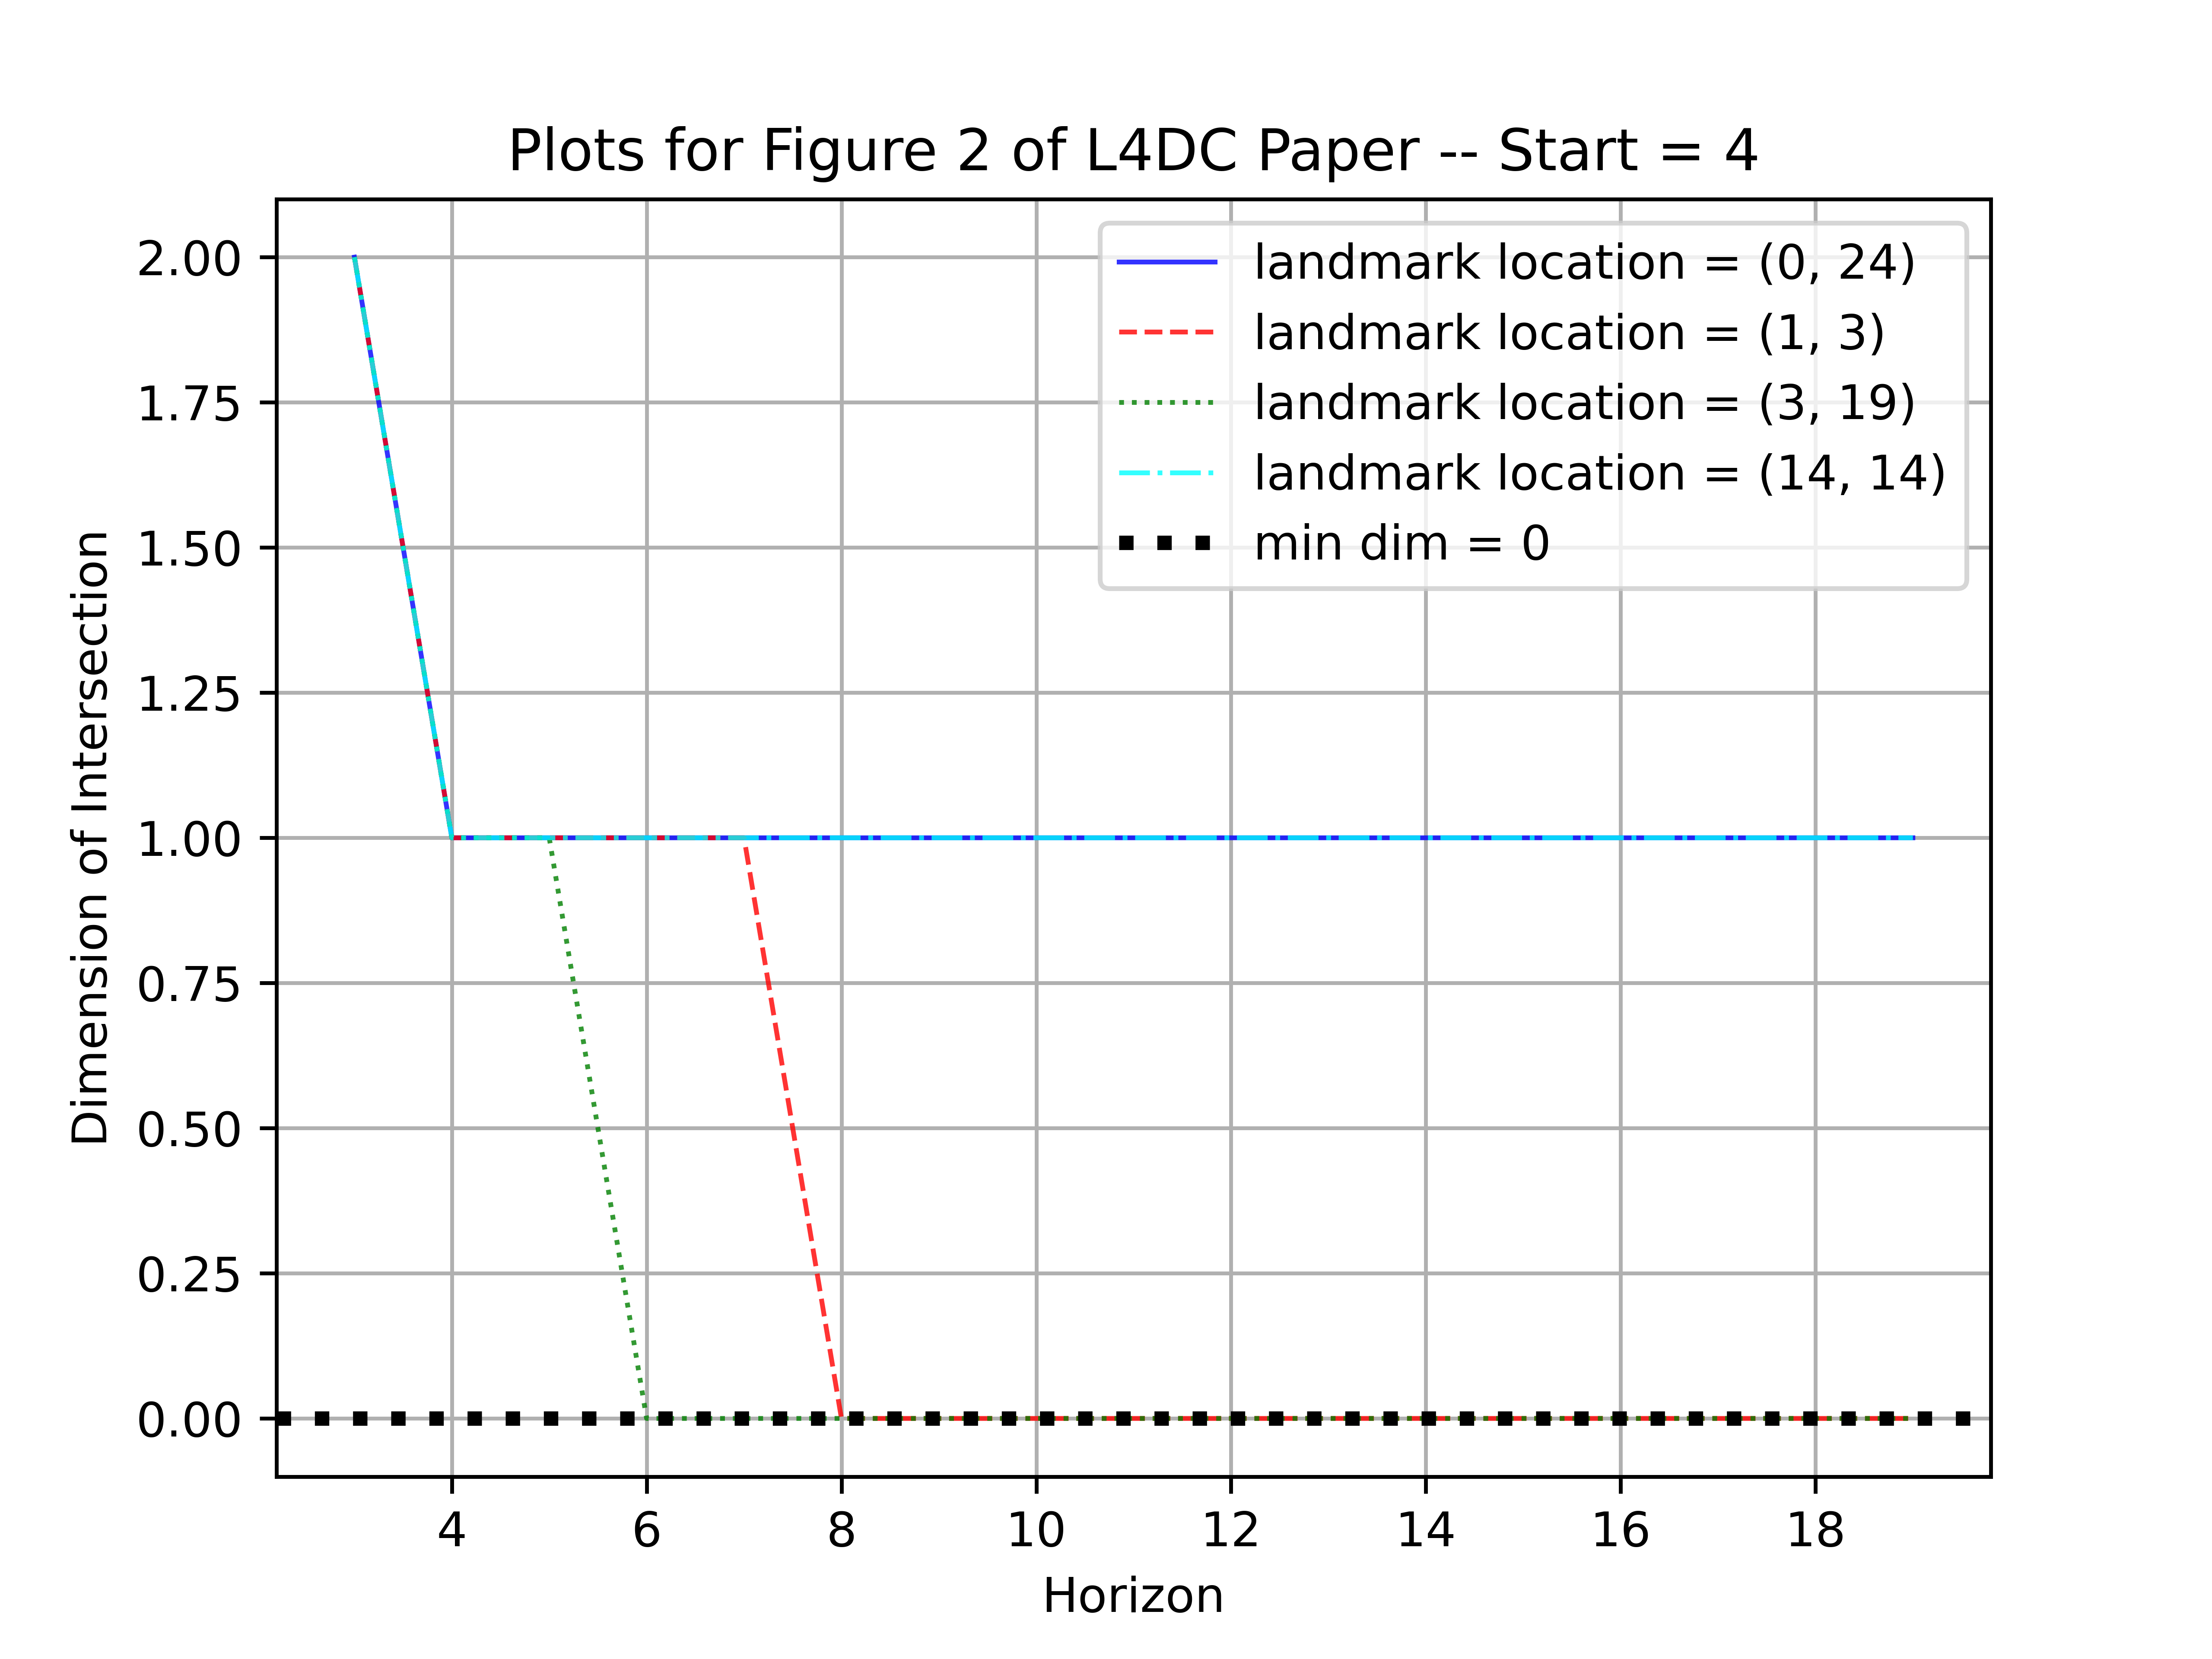 Plots for Figure 2 of L4DC Paper -- Start = 4
landmark location = (0, 24)
landmark location = (1, 3)
landmark location = (3, 19)
landmark location = (14, 14)
min dim = 0
Dimension of Intersection
2.00
1.75
1.50
1.25
1.00
0.75
0.50
0.25
0.00
4 6 8 10 12 14 16 18
Horizon